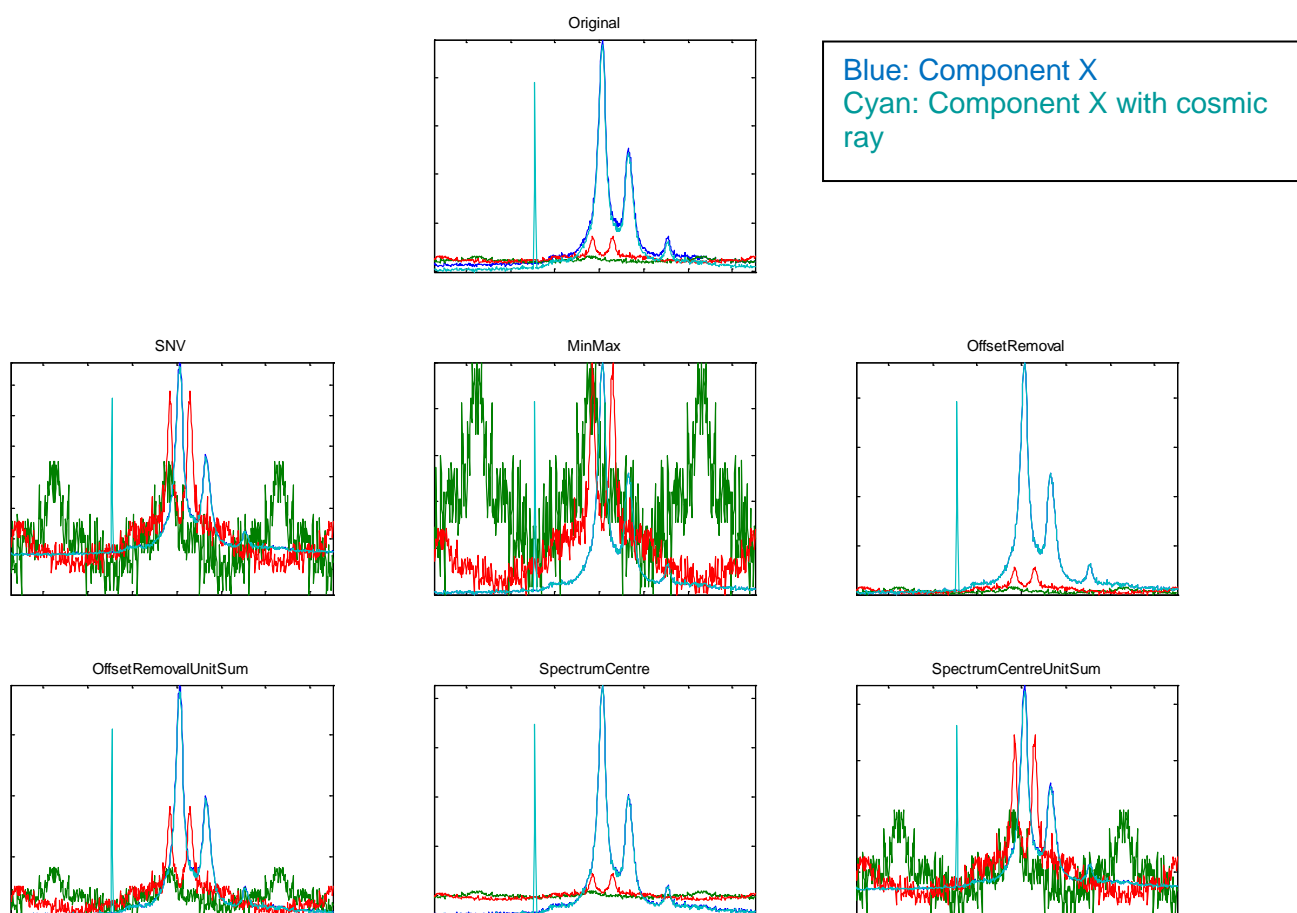 Original
Blue: Component X
Cyan: Component X with cosmic
ray
SNV
MinMax
OffsetRemoval
OffsetRemovalUnitSum
SpectrumCentre
SpectrumCentreUnitSum